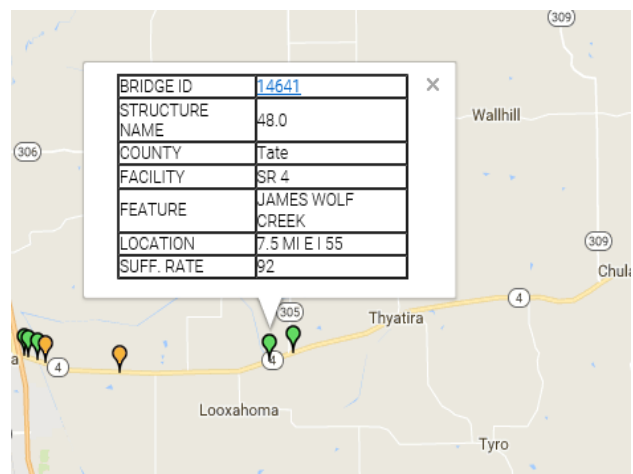 309
BRIDGE ID 14641 ×
STRUCTURE
NAME 48.0
Wallhill
306
COUNTY Tate
FACILITY SR 4
FEATURE JAMES WOLF
CREEK
LOCATION 7.5 MI E I 55
SUFF. RATE 92
309
Chula
4
305
Thyatira
a
4
4
Looxahoma
Tyro